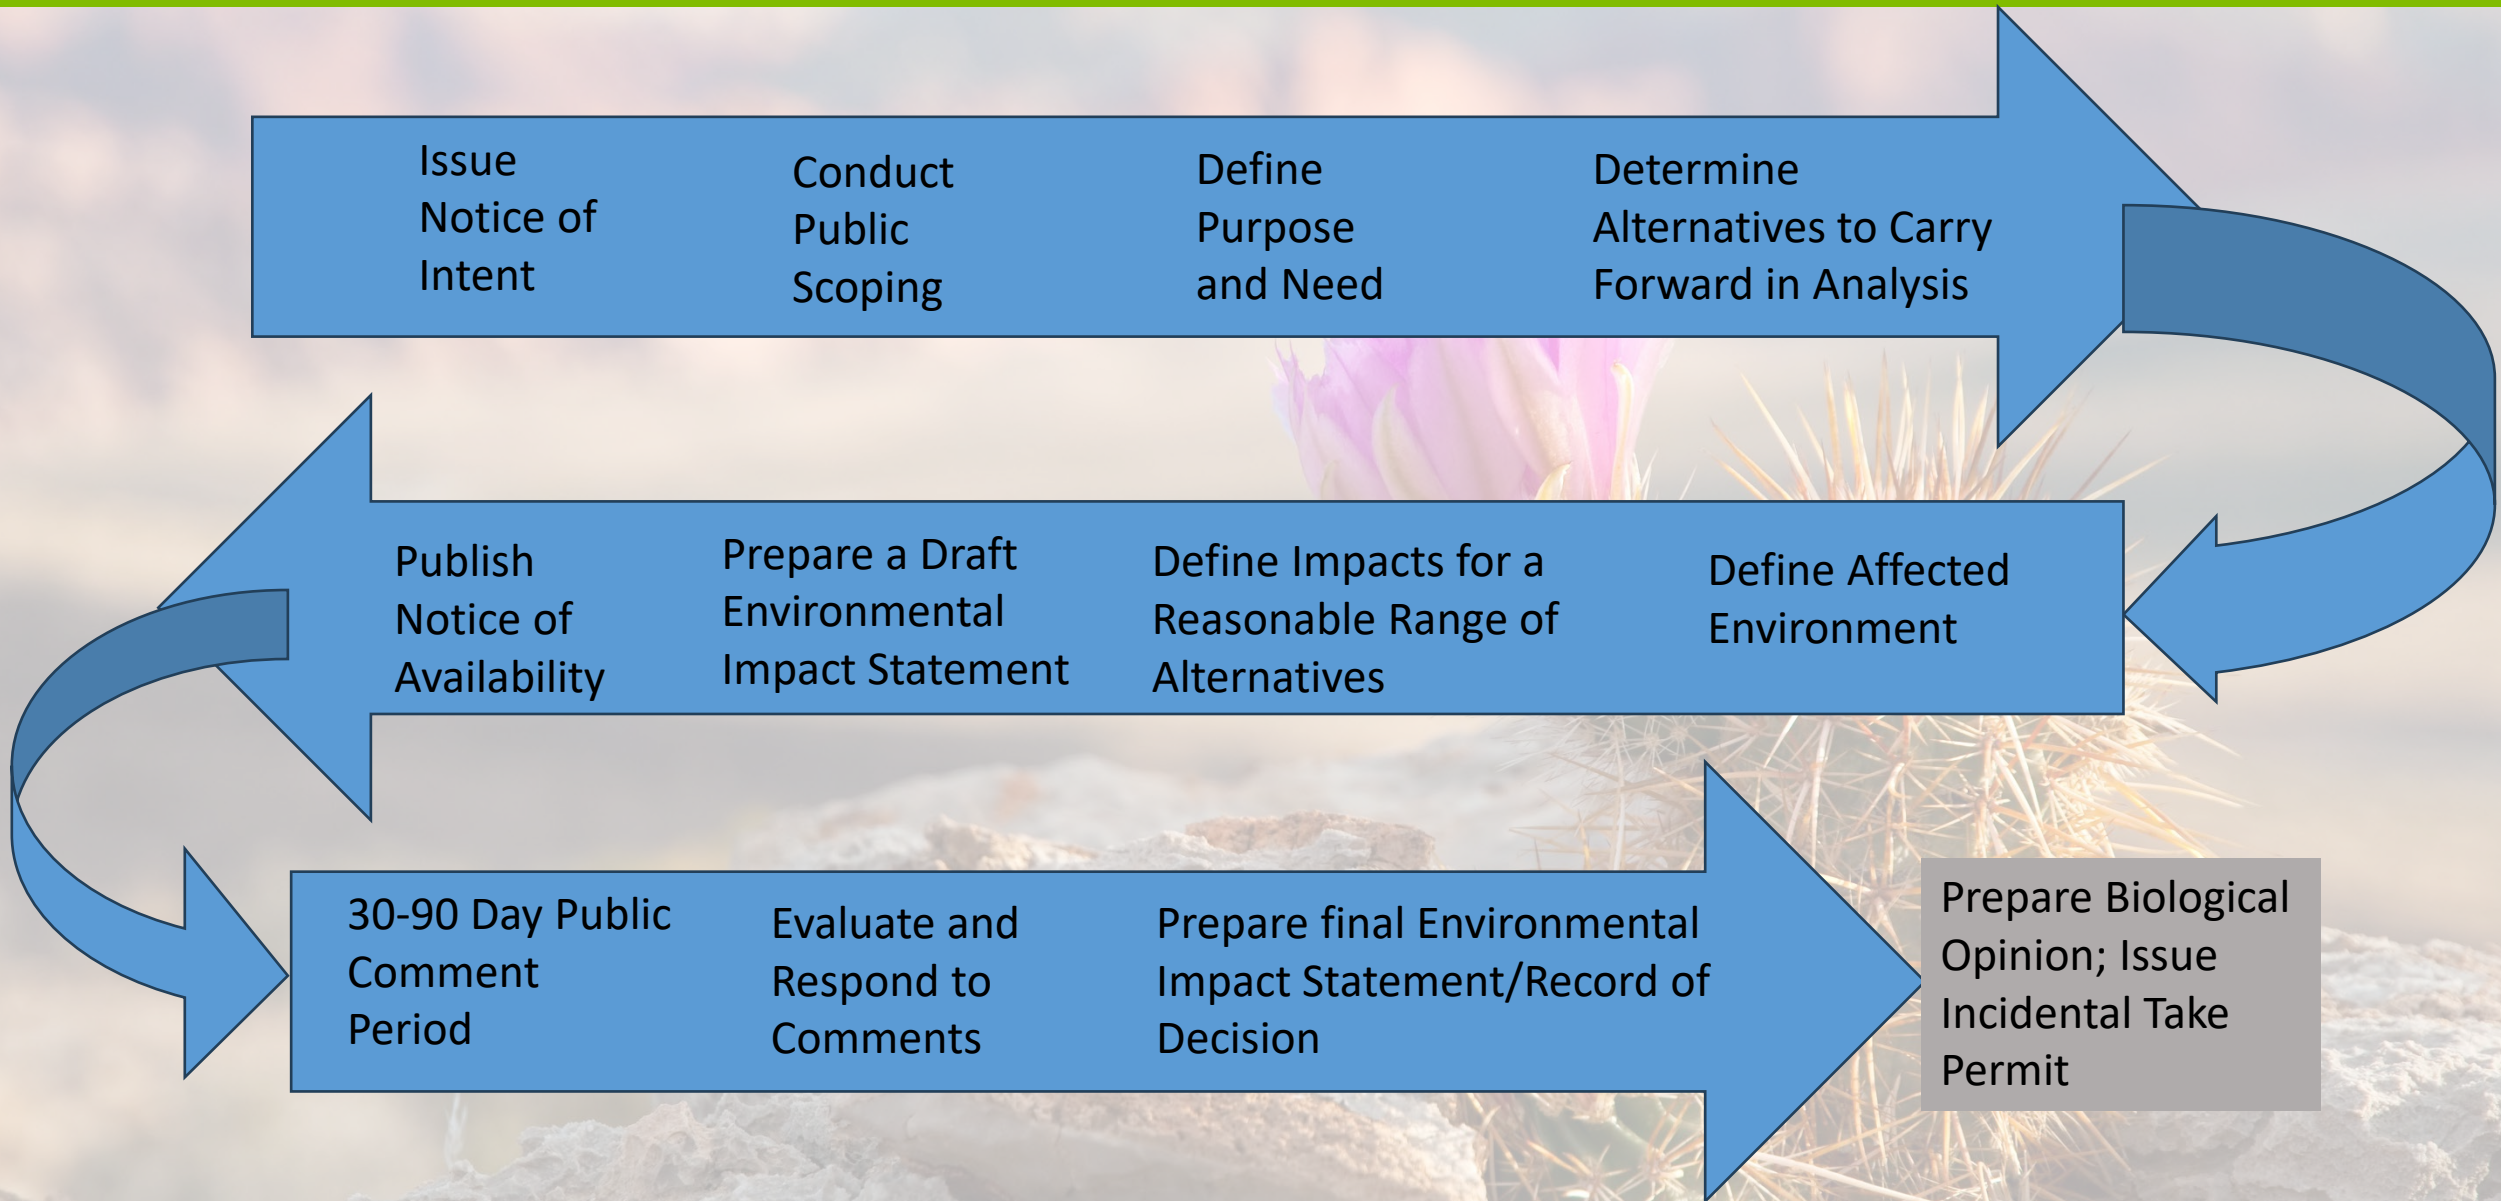 Issue
Notice of
Intent
Conduct
Public
Scoping
Define
Purpose
and Need
Determine
Alternatives to Carry
Forward in Analysis
Define Affected
Environment
Define Impacts for a
Reasonable Range of
Alternatives
Prepare a Draft
Environmental
Impact Statement
Publish
Notice of
Availability
30-90 Day Public
Comment
Period
Evaluate and
Respond to
Comments
Prepare final Environmental
Impact Statement/Record of
Decision
Prepare Biological
Opinion; Issue
Incidental Take
Permit